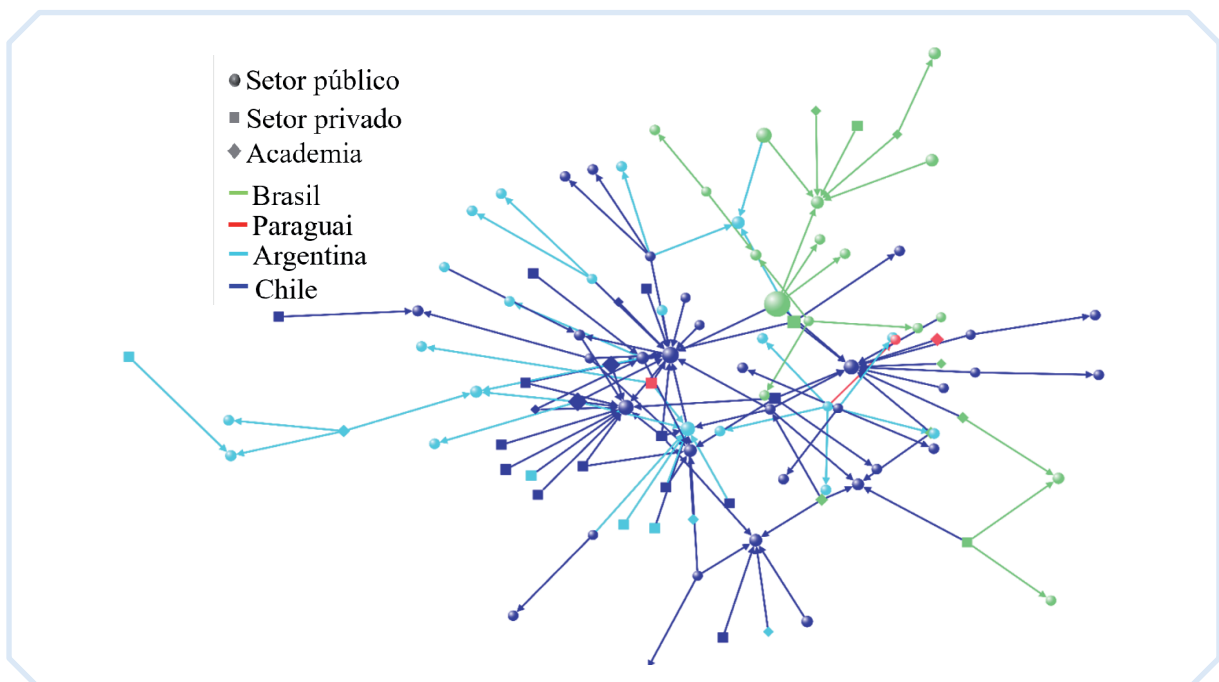 Setor público
Setor privado
Academia
Brasil
Paraguai
Argentina
Chile